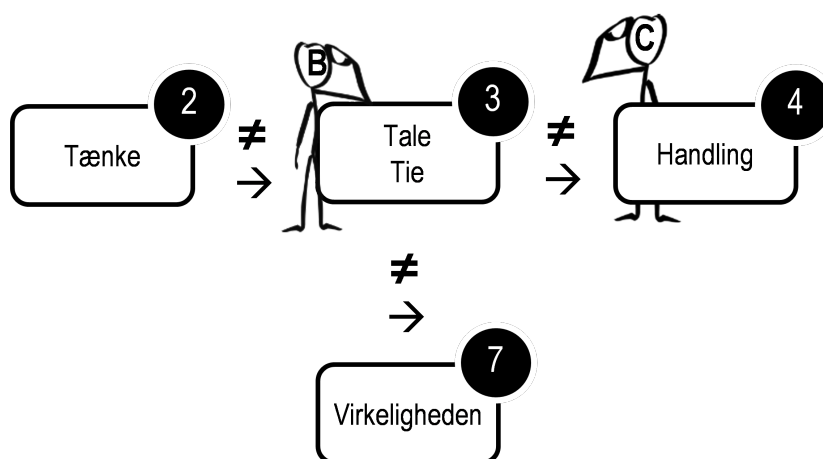 2
Tænke
≠
→
B
3
Tale
Tie
≠
→
C
4
Handling
≠
→
7
Virkeligheden